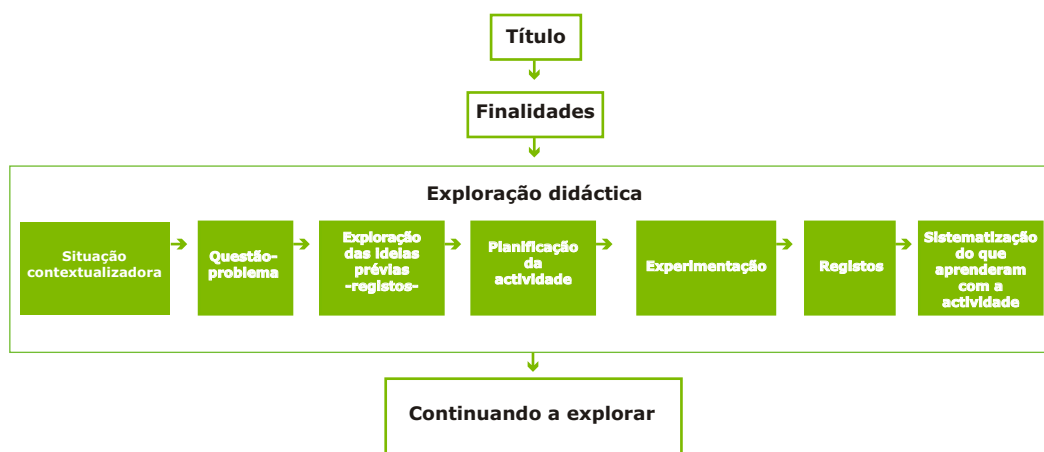 Título
Finalidades
Exploração didáctica
Situação
contextualizadora
Questão-
problema
Exploração
das ideias
prévias
-registos-
Planificação
da
actividade
Experimentação
Registos
Sistematização
do que
aprenderam
com a
actividade
Continuando a explorar